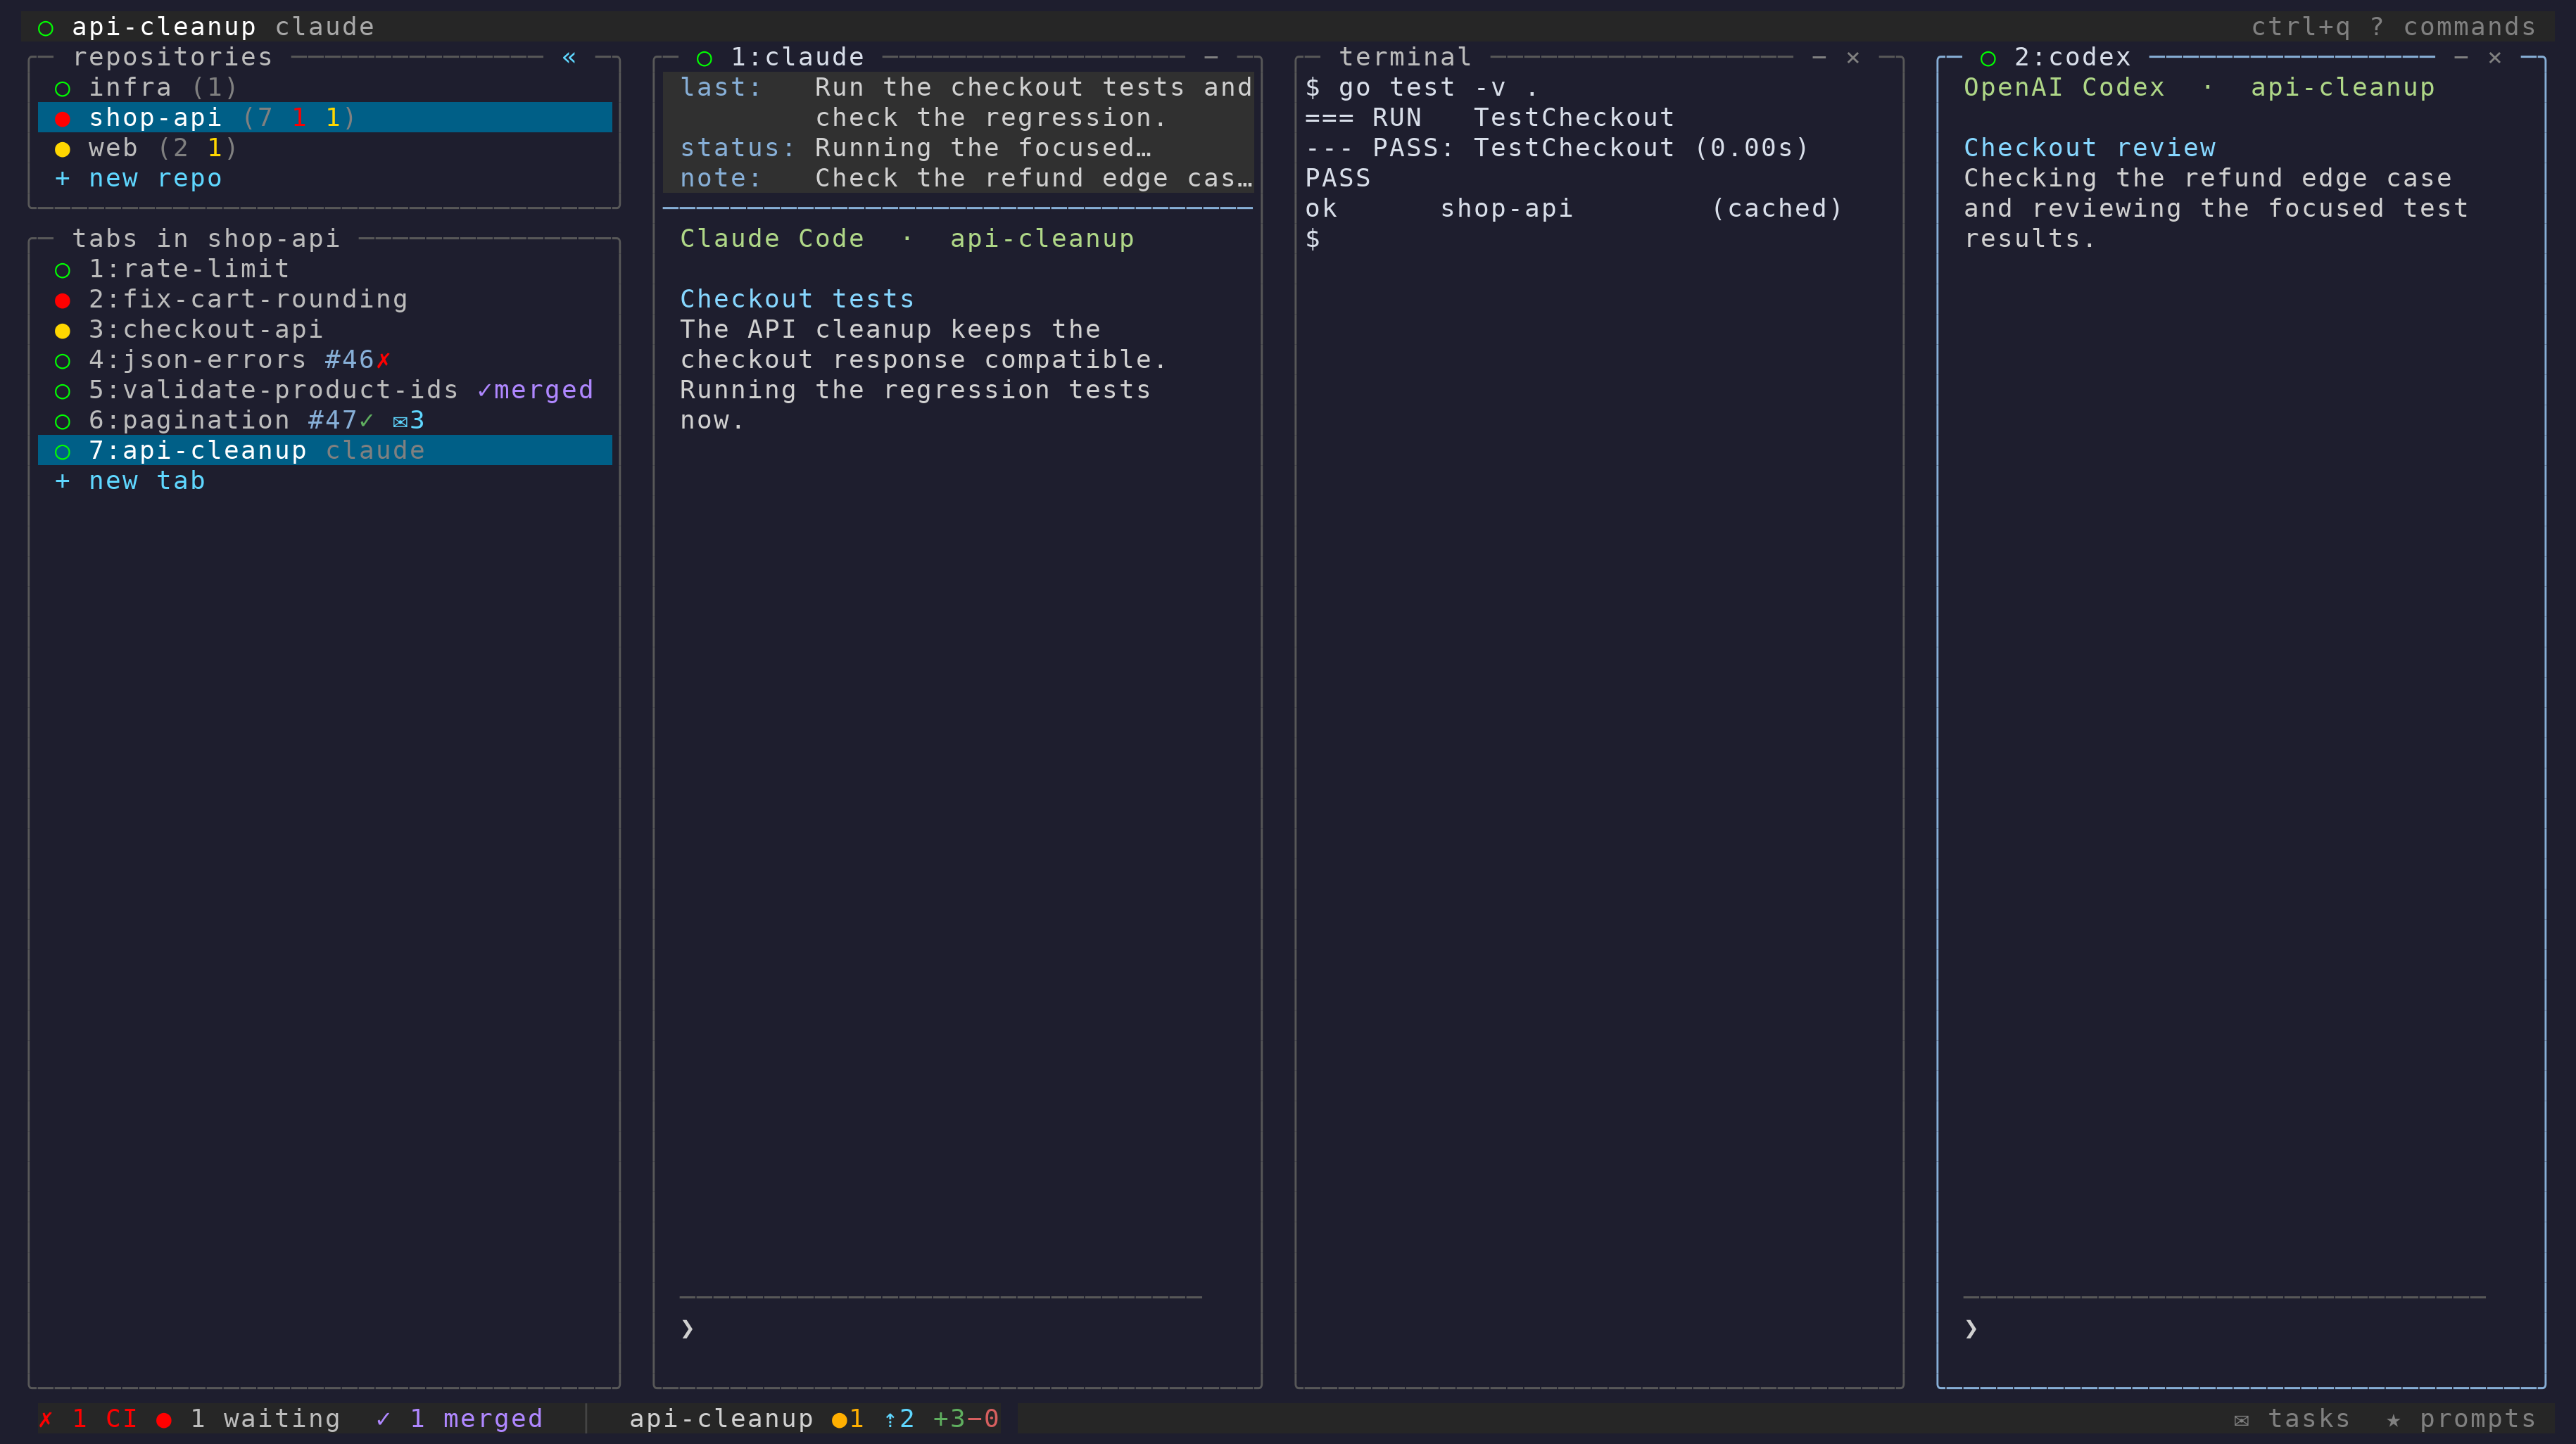 ○ api-cleanup claude ctrl+q ? commands
repositories «
○ infra (1)
● shop-api (7 1 1)
● web (2 1)
+ new repo
tabs in shop-api
○ 1:rate-limit
● 2:fix-cart-rounding
● 3:checkout-api
○ 4:json-errors #46✗
○ 5:validate-product-ids ✓merged
○ 6:pagination #47✓ ✉3
○ 7:api-cleanup claude
+ new tab
○ 1:claude −
last: Run the checkout tests and
check the regression.
status: Running the focused…
note: Check the refund edge cas…
Claude Code · api-cleanup
Checkout tests
The API cleanup keeps the
checkout response compatible.
Running the regression tests
now.
❯
terminal − ×
$ go test -v .
=== RUN TestCheckout
--- PASS: TestCheckout (0.00s)
PASS
ok shop-api (cached)
$
○ 2:codex − ×
OpenAI Codex · api-cleanup
Checkout review
Checking the refund edge case
and reviewing the focused test
results.
❯
✗ 1 CI ● 1 waiting ✓ 1 merged │ api-cleanup ●1 ⇡2 +3−0 ✉ tasks ★ prompts